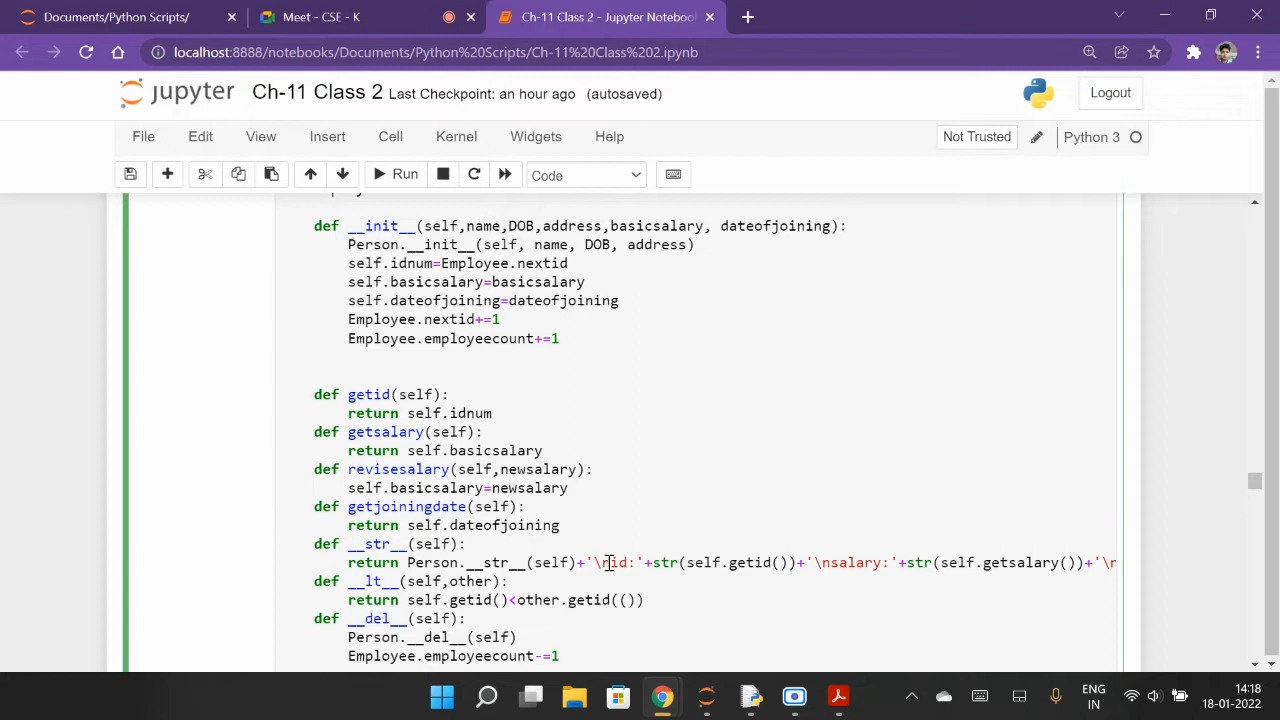 Documents/Python Scripts/
Meet - CSE - K
Ch-11 Class 2 - Jupyter Notebook
localhost:8888/notebooks/Documents/Python%20Scripts/Ch-11%20Class%202.ipynb
jupyter Ch-11 Class 2 Last Checkpoint: an hour ago (autosaved)
Logout
File Edit View Insert Cell Kernel Widgets Help
Not Trusted Python 3
Run Code
def __init__(self,name,DOB,address,basicsalary, dateofjoining):
Person.__init__(self, name, DOB, address)
self.idnum=Employee.nextid
self.basicsalary=basicsalary
self.dateofjoining=dateofjoining
Employee.nextid+=1
Employee.employeecount+=1
def getid(self):
return self.idnum
def getsalary(self):
return self.basicsalary
def revisesalary(self,newsalary):
self.basicsalary=newsalary
def getjoiningdate(self):
return self.dateofjoining
def __str__(self):
return Person.__str__(self)+'\nid:'+str(self.getid())+'\nsalary:'+str(self.getsalary())+'\n
def __lt__(self,other):
return self.getid()<other.getid(())
def __del__(self):
Person.__del__(self)
Employee.employeecount-=1
ENG
IN
14:18
18-01-2022